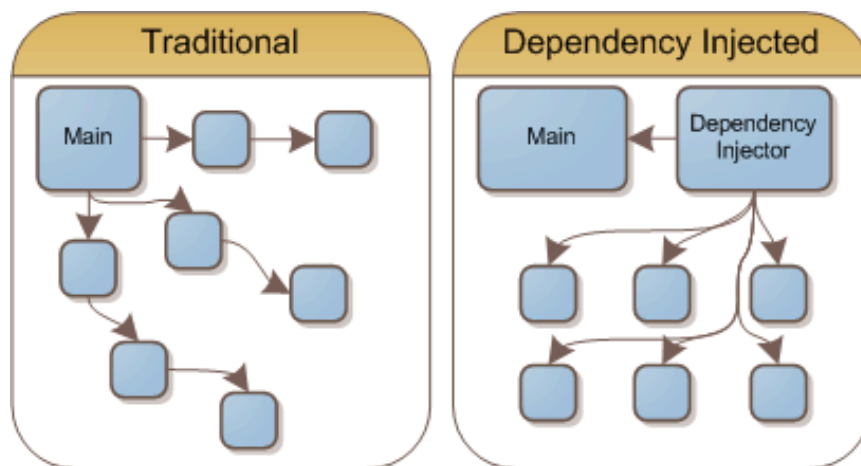 Traditional
Main
Dependency Injected
Main
Dependency
Injector